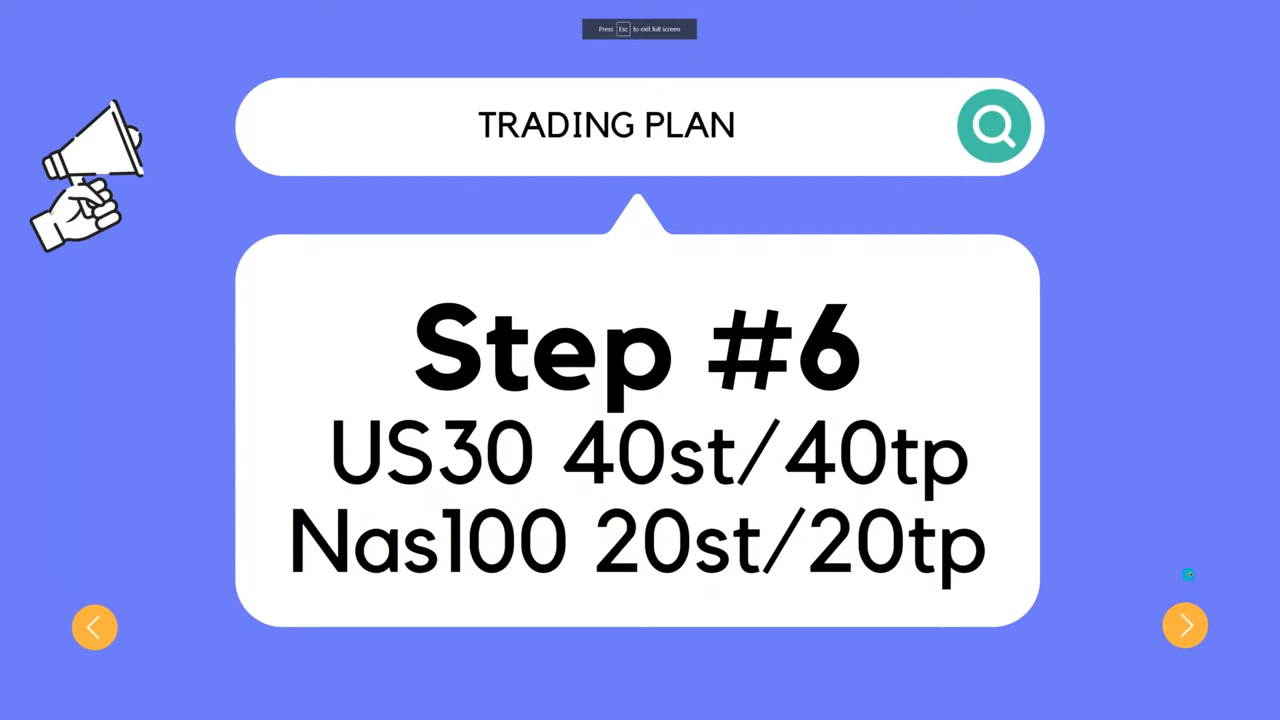 Press Esc to exit full screen
TRADING PLAN
Step #6
US30 40st/40tp
Nas100 20st/20tp